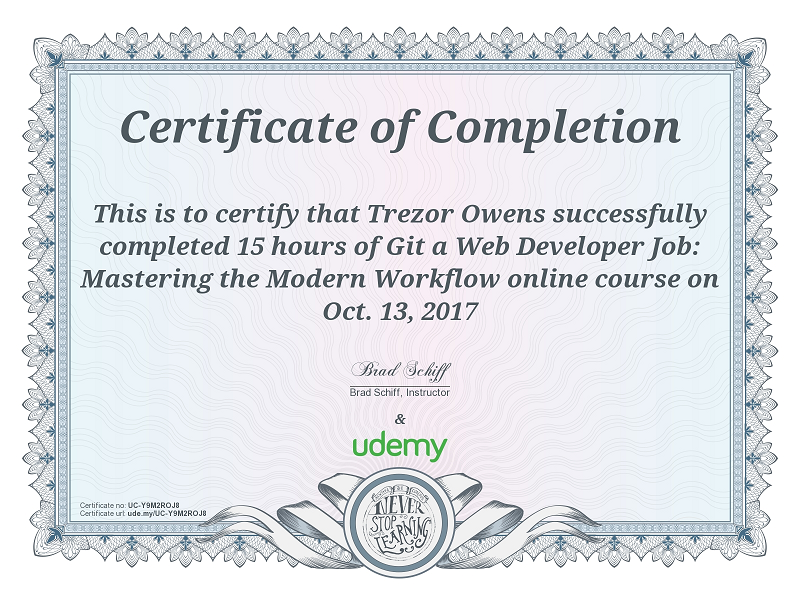 Certificate of Completion
This is to certify that Trezor Owens successfully
completed 15 hours of Git a Web Developer Job:
Mastering the Modern Workflow online course on
Oct. 13, 2017
Brad Schiff
Brad Schiff, Instructor
&
udemy
Certificate no: UC-Y9M2ROJ8
Certificate url: ude.my/UC-Y9M2ROJ8
NEVER
STOP
LEARNING